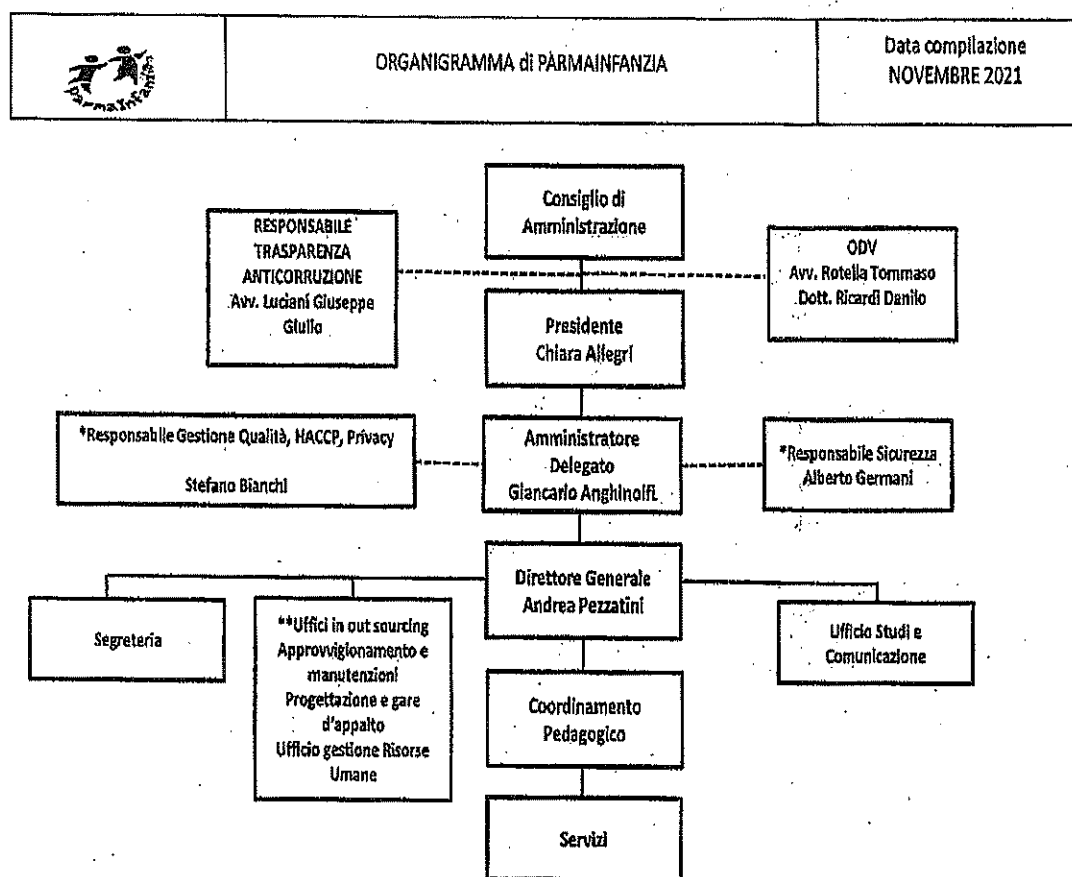 ParmaInfanzia
ORGANIGRAMMA di PARMAINFANZIA
Data compilazione
NOVEMBRE 2021
Consiglio di
Amministrazione
RESPONSABILE
TRASPARENZA
ANTICORRUZIONE
Avv. Luciani Giuseppe
Giulio
ODV
Avv. Rotella Tommaso
Dott. Ricardi Danilo
Presidente
Chiara Allegri
*Responsabile Gestione Qualità, HACCP, Privacy
Stefano Bianchi
Amministratore
Delegato
Giancarlo Anghinolfi
*Responsabile Sicurezza
Alberto Germani
Direttore Generale
Andrea Pezzatini
Segreteria
**Uffici in out sourcing
Approvvigionamento e
manutenzioni
Progettazione e gare
d'appalto
Ufficio gestione Risorse
Umane
Ufficio Studi e
Comunicazione
Coordinamento
Pedagogico
Servizi